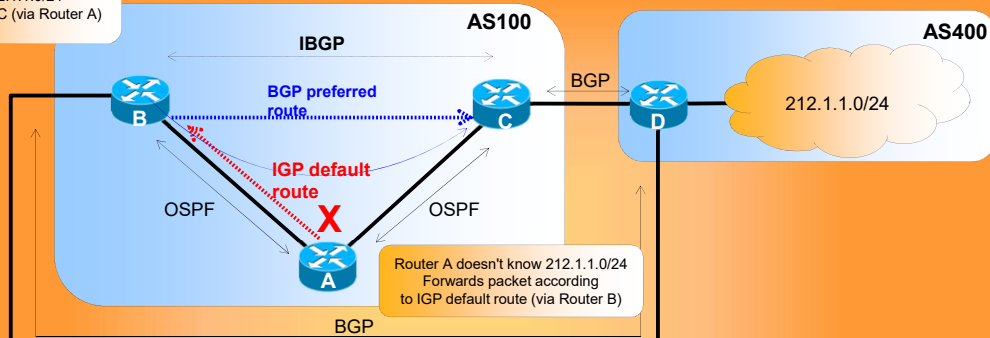 C (via Router A)
AS100
AS400
IBGP
BGP
BGP preferred
route
B
C
D
212.1.1.0/24
IGP default
route
OSPF
X
OSPF
A
Router A doesn't know 212.1.1.0/24
Forwards packet according
to IGP default route (via Router B)
BGP